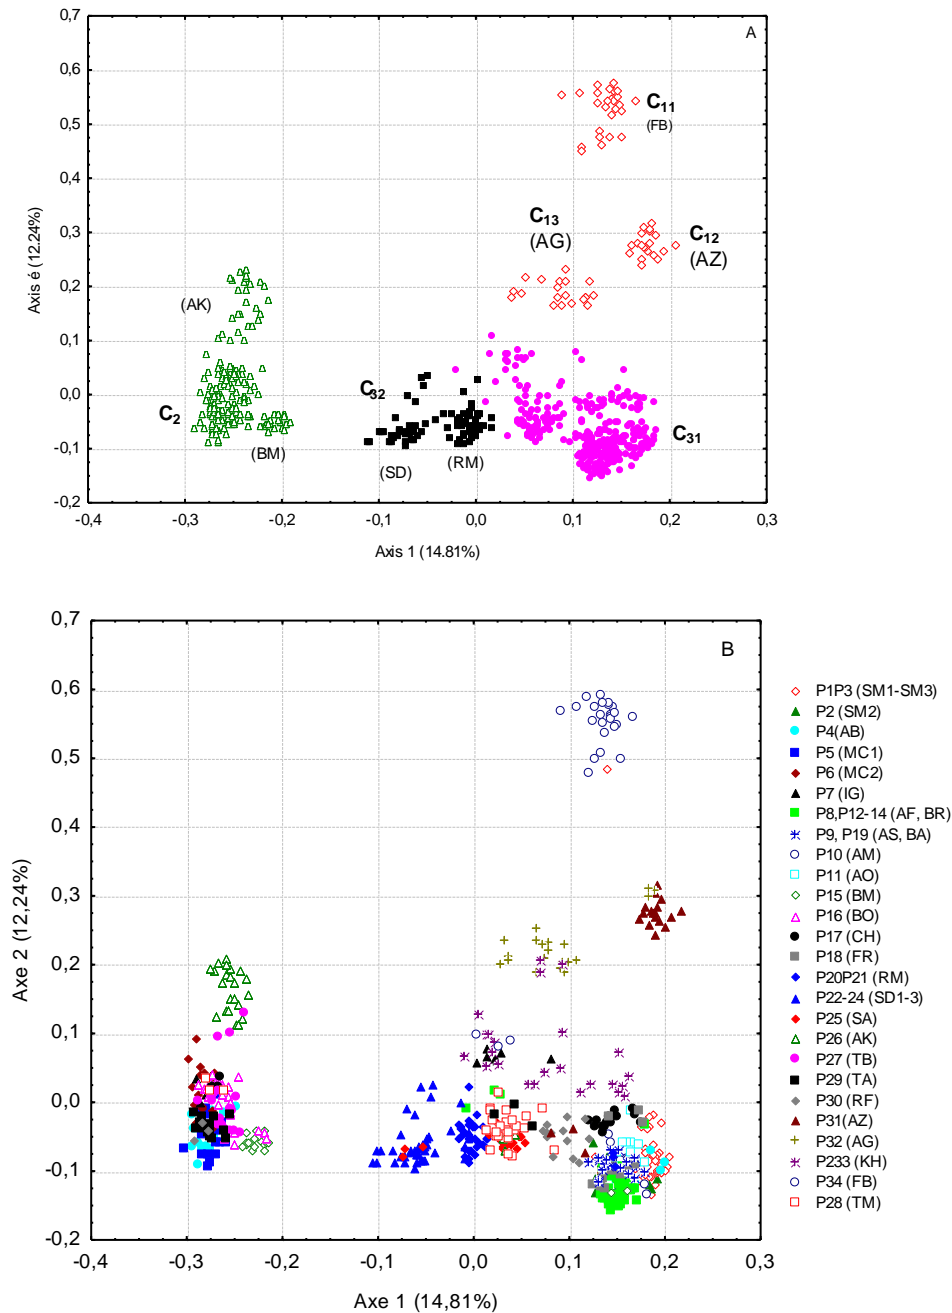 A
0,7
0,6
0,5
0,4
0,3
0,2
0,1
0,0
-0,1
-0,2
Axis é (12.24%)
C11
(FB)
C13
(AG)
C12
(AZ)
(AK)
C2
(BM)
C32
(SD)
(RM)
C31
-0,4 -0,3 -0,2 -0,1 0,0 0,1 0,2 0,3
Axis 1 (14.81%)
B
0,7
0,6
0,5
0,4
0,3
0,2
0,1
0,0
-0,1
-0,2
Axe 2 (12,24%)
-0,4 -0,3 -0,2 -0,1 0,0 0,1 0,2 0,3
Axe 1 (14,81%)
P1P3 (SM1-SM3)
P2 (SM2)
P4(AB)
P5 (MC1)
P6 (MC2)
P7 (IG)
P8,P12-14 (AF, BR)
P9, P19 (AS, BA)
P10 (AM)
P11 (AO)
P15 (BM)
P16 (BO)
P17 (CH)
P18 (FR)
P20P21 (RM)
P22-24 (SD1-3)
P25 (SA)
P26 (AK)
P27 (TB)
P29 (TA)
P30 (RF)
P31(AZ)
P32 (AG)
P233 (KH)
P34 (FB)
P28 (TM)